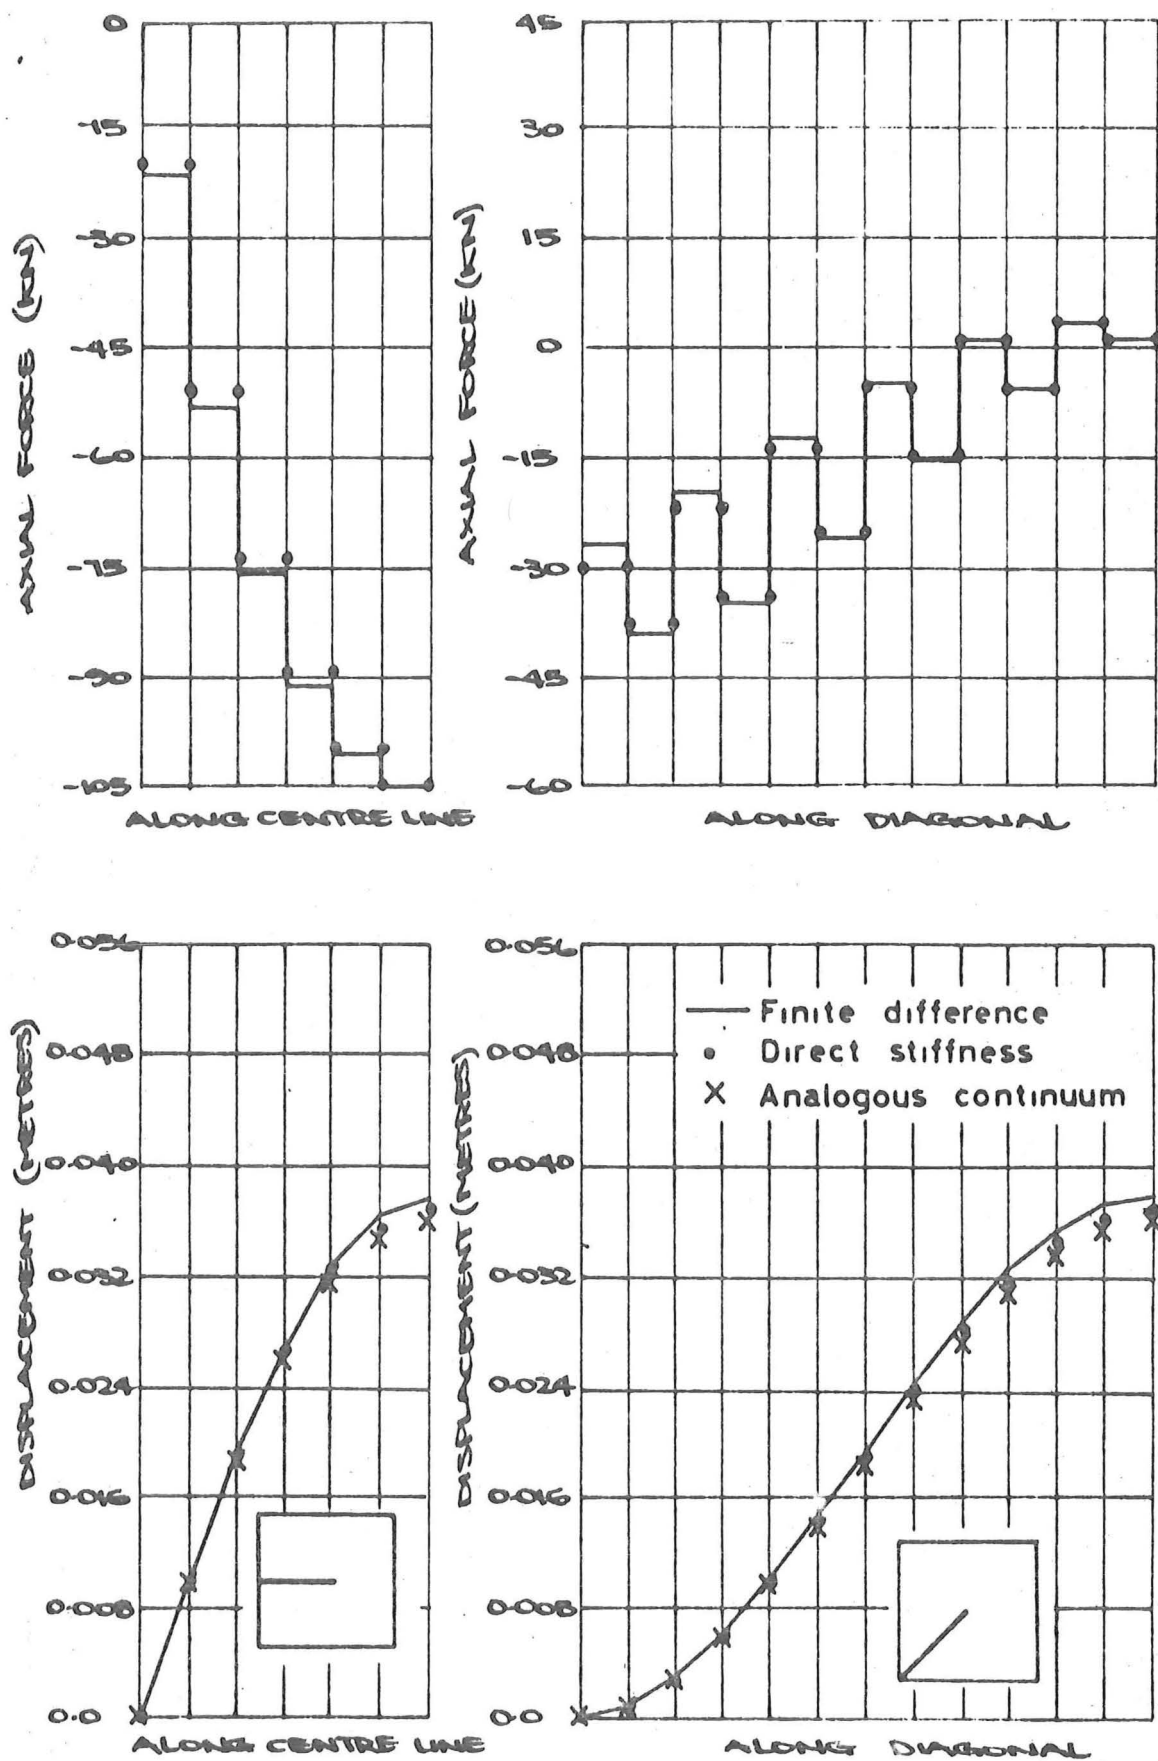 0
-15
-30
-45
-60
-75
-90
-105
AXIAL FORCE (KN)
ALONG CENTRE LINE
45
30
15
0
-15
-30
-45
-60
AXIAL FORCE (KN)
ALONG DIAGONAL
0.056
0.048
0.040
0.032
0.024
0.016
0.008
0.0
DISPLACEMENT (METRES)
ALONG CENTRE LINE
0.056
0.048
0.040
0.032
0.024
0.016
0.008
0.0
DISPLACEMENT (METRES)
Finite difference
Direct stiffness
Analogous continuum
ALONG DIAGONAL